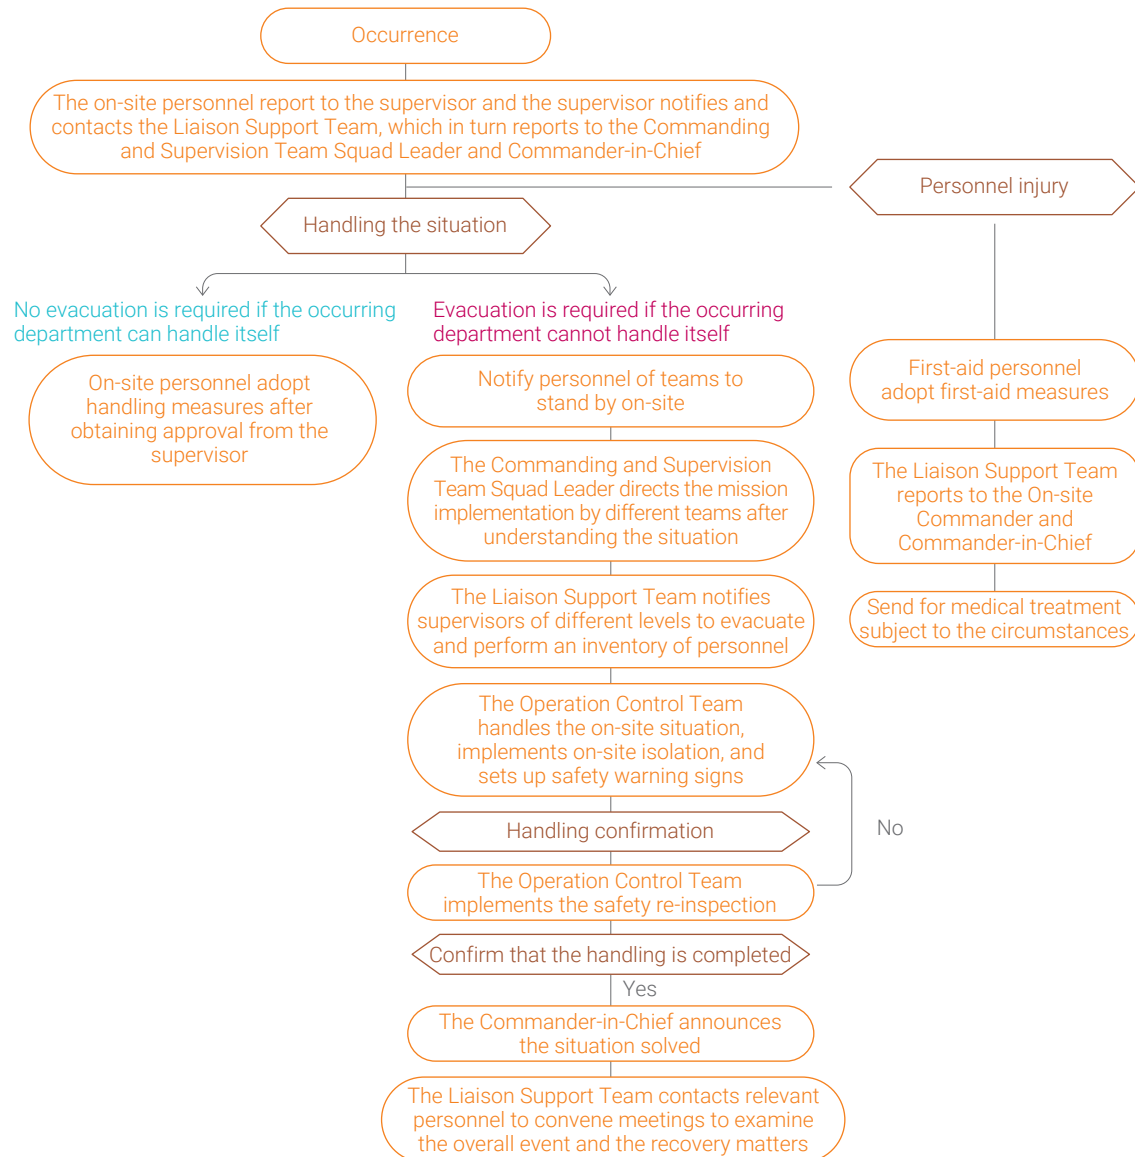 Occurrence
The on-site personnel report to the supervisor and the supervisor notifies and
contacts the Liaison Support Team, which in turn reports to the Commanding
and Supervision Team Squad Leader and Commander-in-Chief
Personnel injury
Handling the situation
No evacuation is required if the occurring
department can handle itself
On-site personnel adopt
handling measures after
obtaining approval from the
supervisor
Evacuation is required if the occurring
department cannot handle itself
Notify personnel of teams to
stand by on-site
The Commanding and Supervision
Team Squad Leader directs the mission
implementation by different teams after
understanding the situation
The Liaison Support Team notifies
supervisors of different levels to evacuate
and perform an inventory of personnel
The Operation Control Team
handles the on-site situation,
implements on-site isolation, and
sets up safety warning signs
Handling confirmation
No
The Operation Control Team
implements the safety re-inspection
Confirm that the handling is completed
Yes
The Commander-in-Chief announces
the situation solved
The Liaison Support Team contacts relevant
personnel to convene meetings to examine
the overall event and the recovery matters
First-aid personnel
adopt first-aid measures
The Liaison Support Team
reports to the On-site
Commander and
Commander-in-Chief
Send for medical treatment
subject to the circumstances